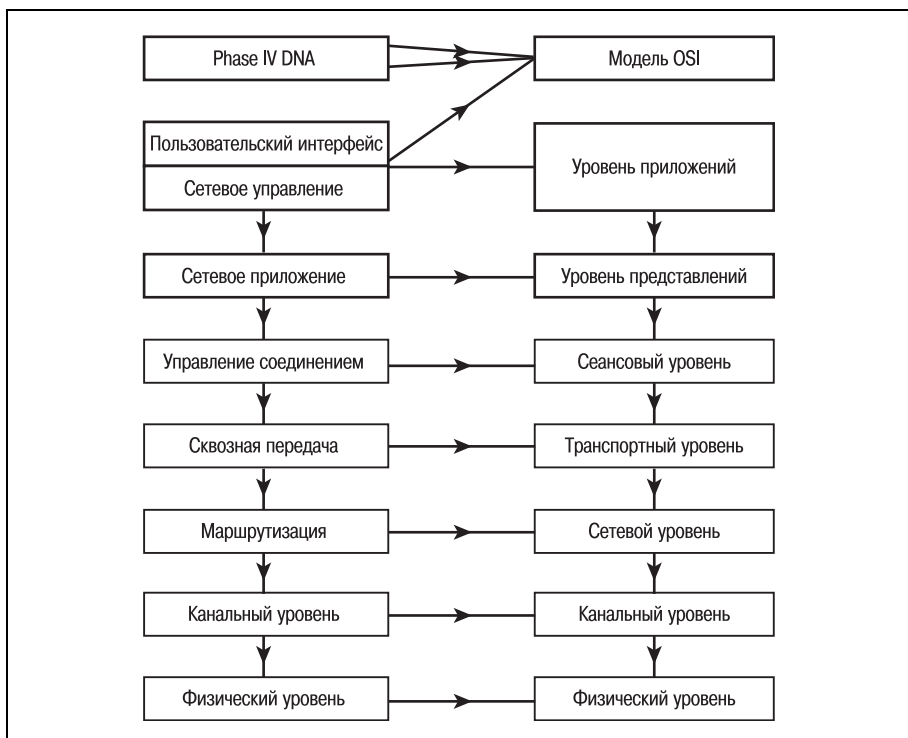 Phase IV DNA
Модель OSI
Пользовательский интерфейс
Сетевое управление
Уровень приложений
Сетевое приложение
Уровень представлений
Управление соединением
Сеансовый уровень
Сквозная передача
Транспортный уровень
Маршрутизация
Сетевой уровень
Канальный уровень
Канальный уровень
Физический уровень
Физический уровень